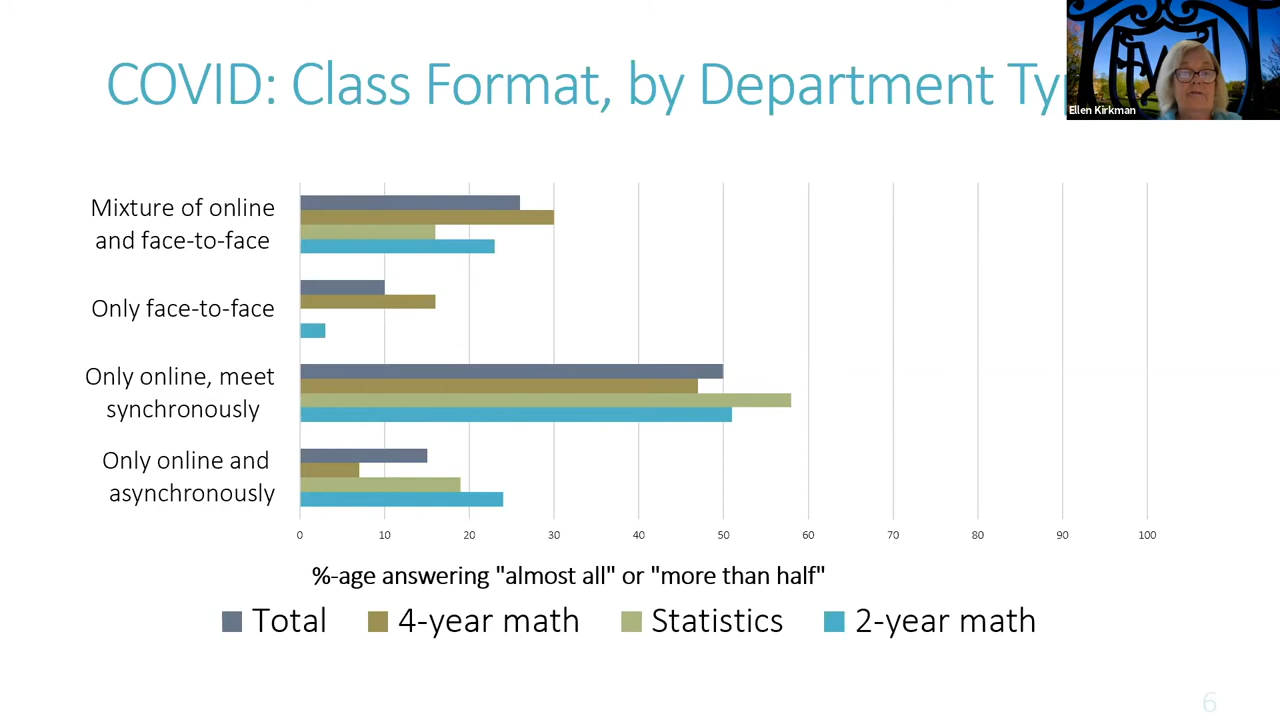 COVID: Class Format, by Department Ty
Ellen Kirkman
Mixture of online
and face-to-face
Only face-to-face
Only online, meet
synchronously
Only online and
asynchronously
0 10 20 30 40 50 60 70 80 90 100
%-age answering "almost all" or "more than half"
Total 4-year math Statistics 2-year math
6